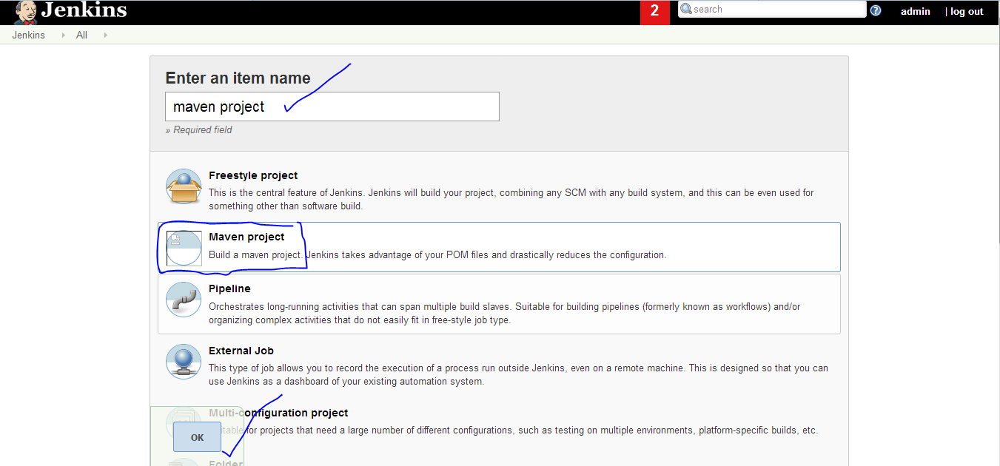 Jenkins
2
search
admin
| log out
Jenkins
All
Enter an item name
maven project
» Required field
Freestyle project
This is the central feature of Jenkins. Jenkins will build your project, combining any SCM with any build system, and this can be even used for
something other than software build.
Maven project
Build a maven project. Jenkins takes advantage of your POM files and drastically reduces the configuration.
Pipeline
Orchestrates long-running activities that can span multiple build slaves. Suitable for building pipelines (formerly known as workflows) and/or
organizing complex activities that do not easily fit in free-style job type.
External Job
This type of job allows you to record the execution of a process run outside Jenkins, even on a remote machine. This is designed so that you can
use Jenkins as a dashboard of your existing automation system.
Multi-configuration project
for projects that need a large number of different configurations, such as testing on multiple environments, platform-specific builds, etc.
OK
Folder